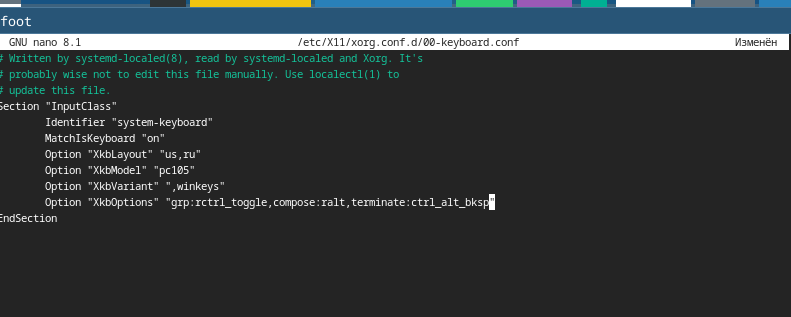 foot
GNU nano 8.1 /etc/X11/xorg.conf.d/00-keyboard.conf Изменён
# Written by systemd-localed(8), read by systemd-localed and Xorg. It's
# probably wise not to edit this file manually. Use localectl(1) to
# update this file.
Section "InputClass"
Identifier "system-keyboard"
MatchIsKeyboard "on"
Option "XkbLayout" "us,ru"
Option "XkbModel" "pc105"
Option "XkbVariant" ",winkeys"
Option "XkbOptions" "grp:rctrl_toggle,compose:ralt,terminate:ctrl_alt_bksp"
EndSection